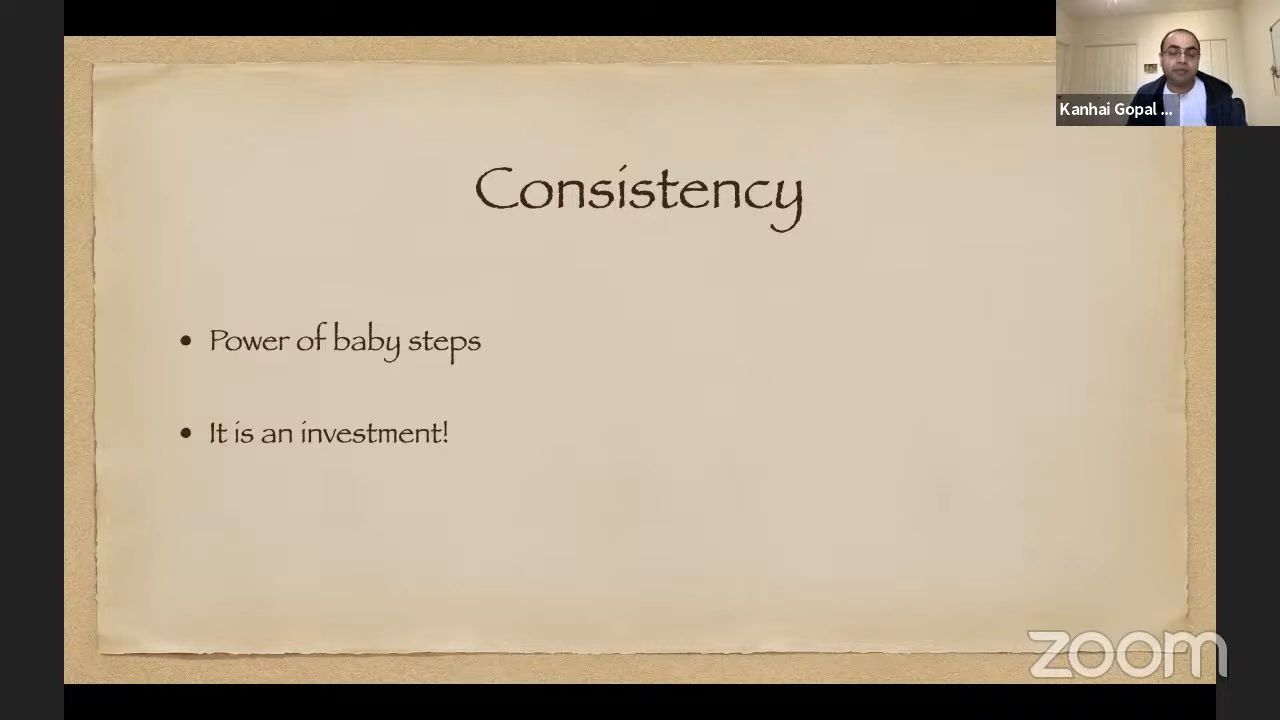 Kanhai Gopal ...
Consistency
• Power of baby steps
• It is an investment!
zoom